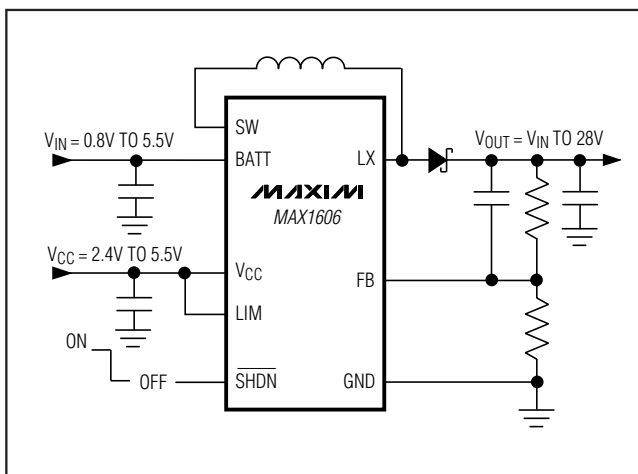 SW
V_IN = 0.8V TO 5.5V
BATT
LX
V_OUT = V_IN TO 28V
MAXIM
MAX1606
V_CC = 2.4V TO 5.5V
V_CC
FB
LIM
ON
OFF
S̅H̅D̅N̅
GND